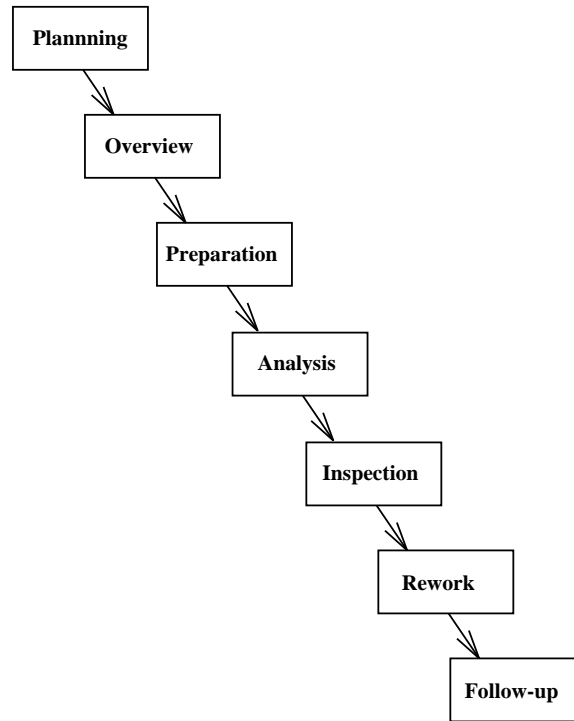 Plannning
Overview
Preparation
Analysis
Inspection
Rework
Follow-up